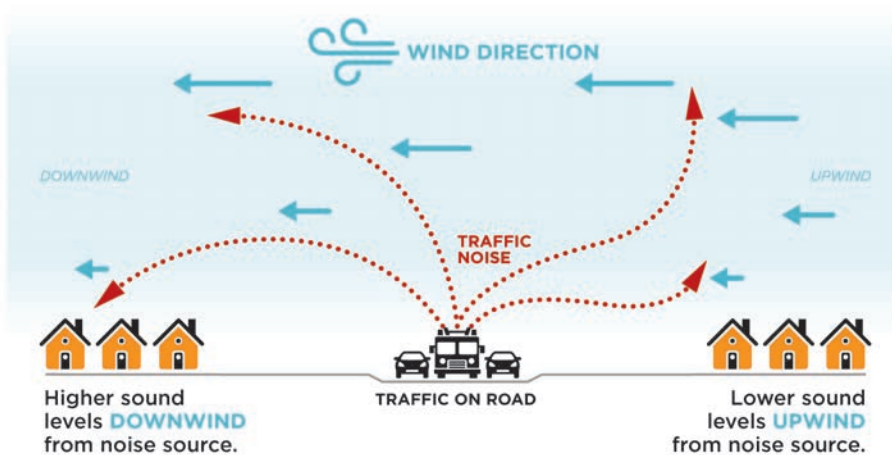 WIND DIRECTION
DOWNWIND
UPWIND
TRAFFIC
NOISE
TRAFFIC ON ROAD
Higher sound
levels DOWNWIND
from noise source.
Lower sound
levels UPWIND
from noise source.